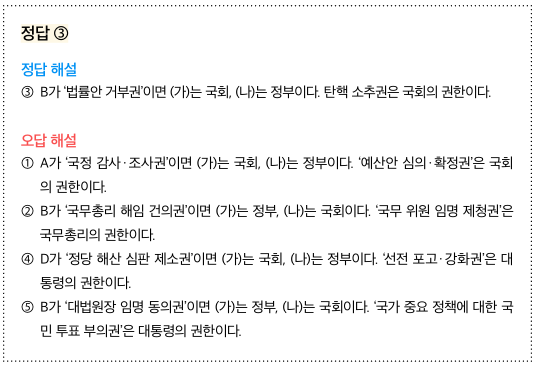 정답 ③
정답 해설
③ B가 ‘법률안 거부권’이면 (가)는 국회, (나)는 정부이다. 탄핵 소추권은 국회의 권한이다.
오답 해설
① A가 ‘국정 감사·조사권’이면 (가)는 국회, (나)는 정부이다. ‘예산안 심의·확정권’은 국회
의 권한이다.
② B가 ‘국무총리 해임 건의권’이면 (가)는 정부, (나)는 국회이다. ‘국무 위원 임명 제청권’은
국무총리의 권한이다.
④ D가 ‘정당 해산 심판 제소권’이면 (가)는 국회, (나)는 정부이다. ‘선전 포고·강화권’은 대
통령의 권한이다.
⑤ B가 ‘대법원장 임명 동의권’이면 (가)는 정부, (나)는 국회이다. ‘국가 중요 정책에 대한 국
민 투표 부의권’은 대통령의 권한이다.